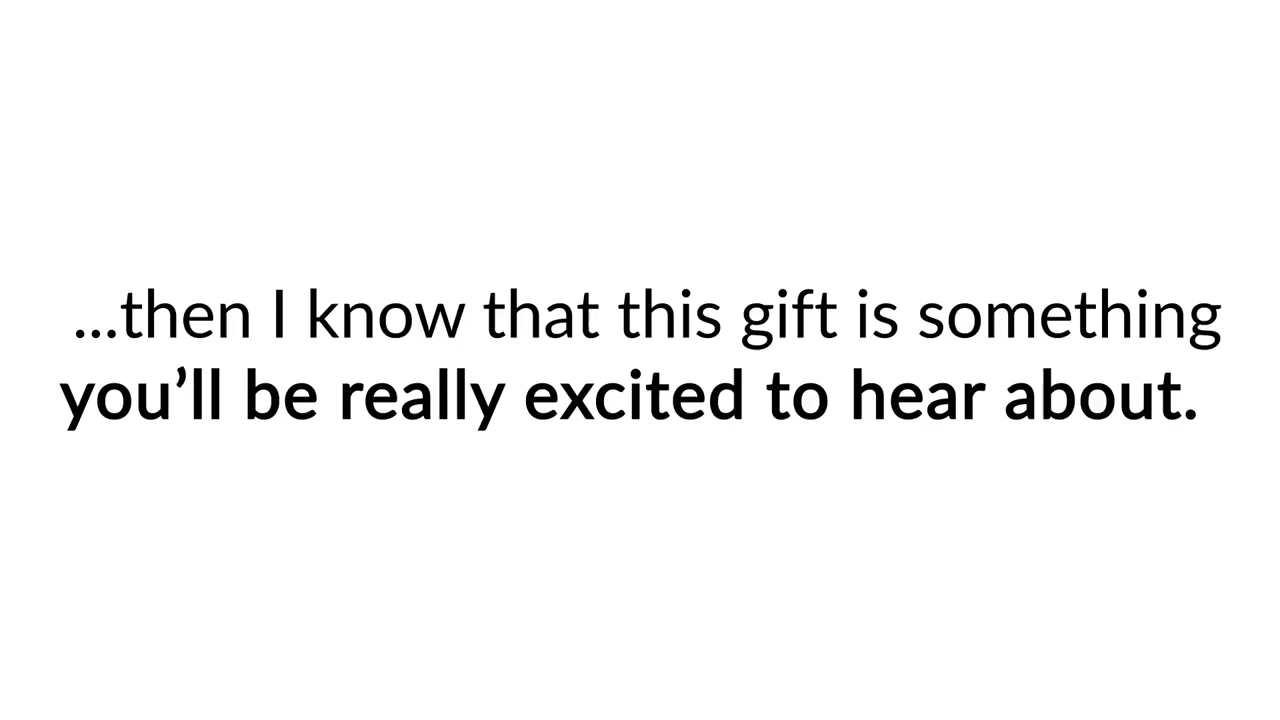 ...then I know that this gift is something
you’ll be really excited to hear about.